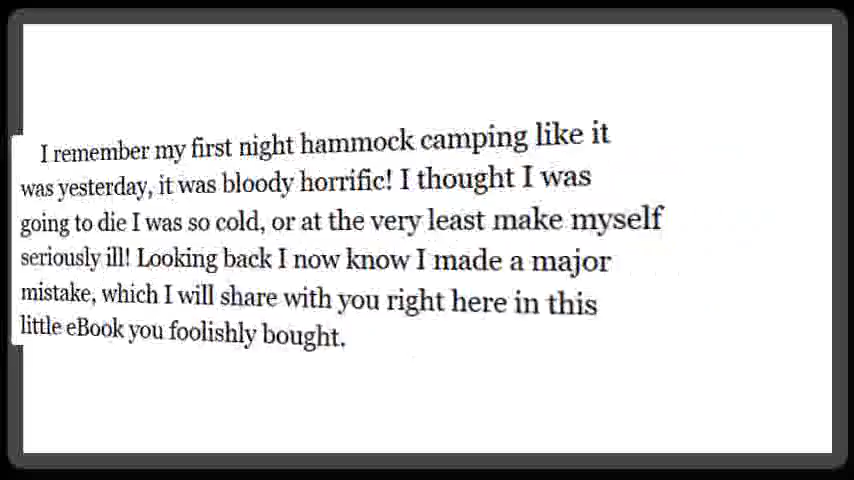 I remember my first night hammock camping like it
was yesterday, it was bloody horrific! I thought I was
going to die I was so cold, or at the very least make myself
seriously ill! Looking back I now know I made a major
mistake, which I will share with you right here in this
little eBook you foolishly bought.